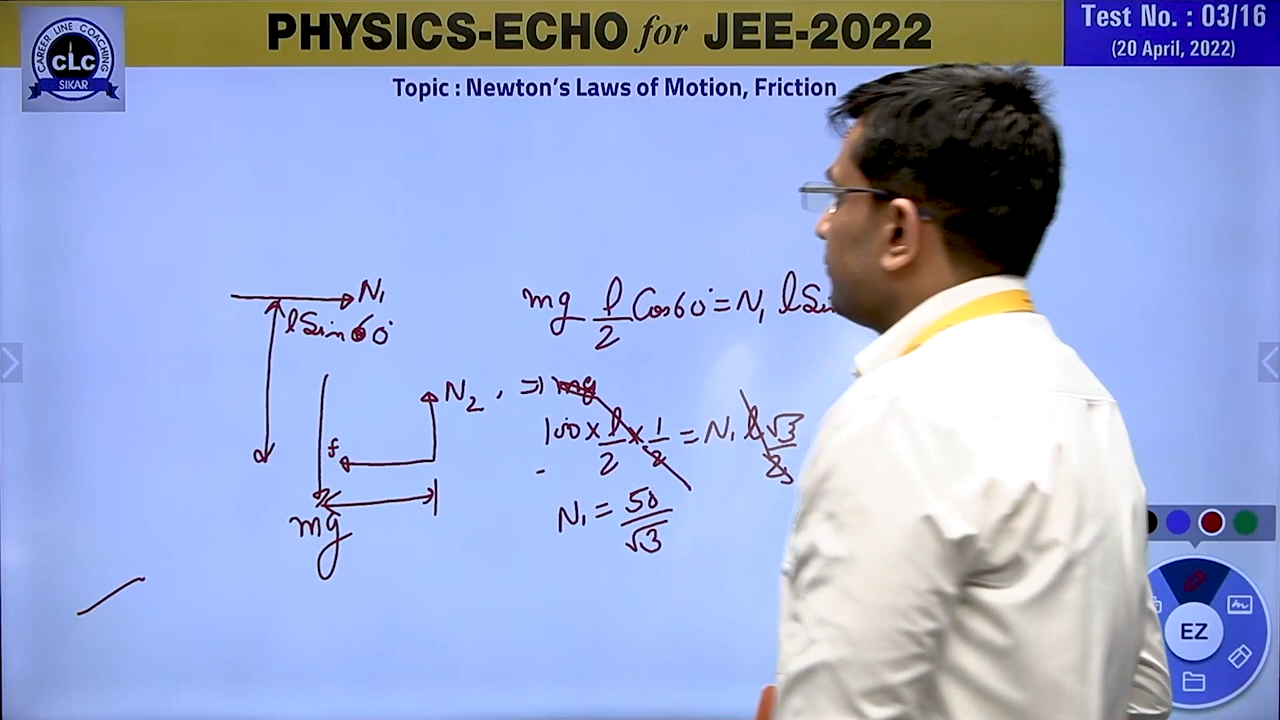 PHYSICS-ECHO for JEE-2022
Test No. : 03/16
(20 April, 2022)
CAREER LINE COACHING
CLC
SIKAR
Topic : Newton's Laws of Motion, Friction
N₁
l Sin 60°
mg l/2 Cos60° = N₁ l Sin
N₂
⇒ mg
f
100 × l/2 × 1/2 = N₁ l √3/2
mg
N₁ = 50/√3
EZ